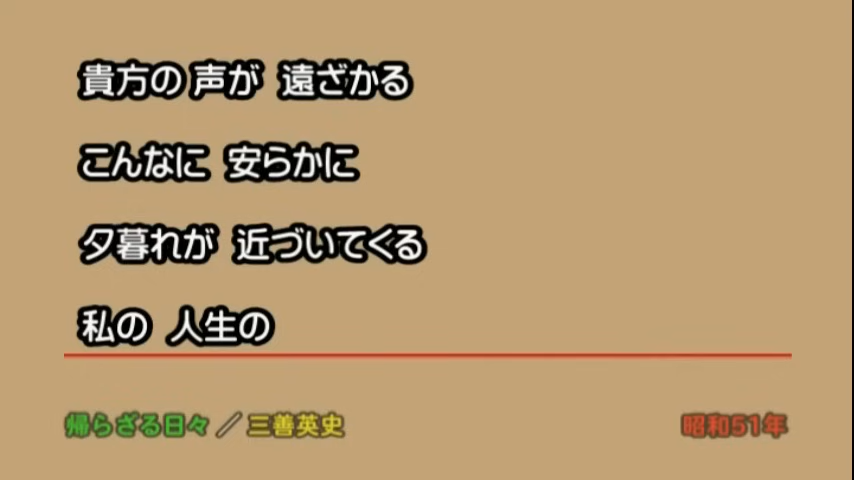 貴方の 声が 遠ざかる
こんなに 安らかに
夕暮れが 近づいてくる
私の 人生の
帰らざる日々／三善英史 昭和51年